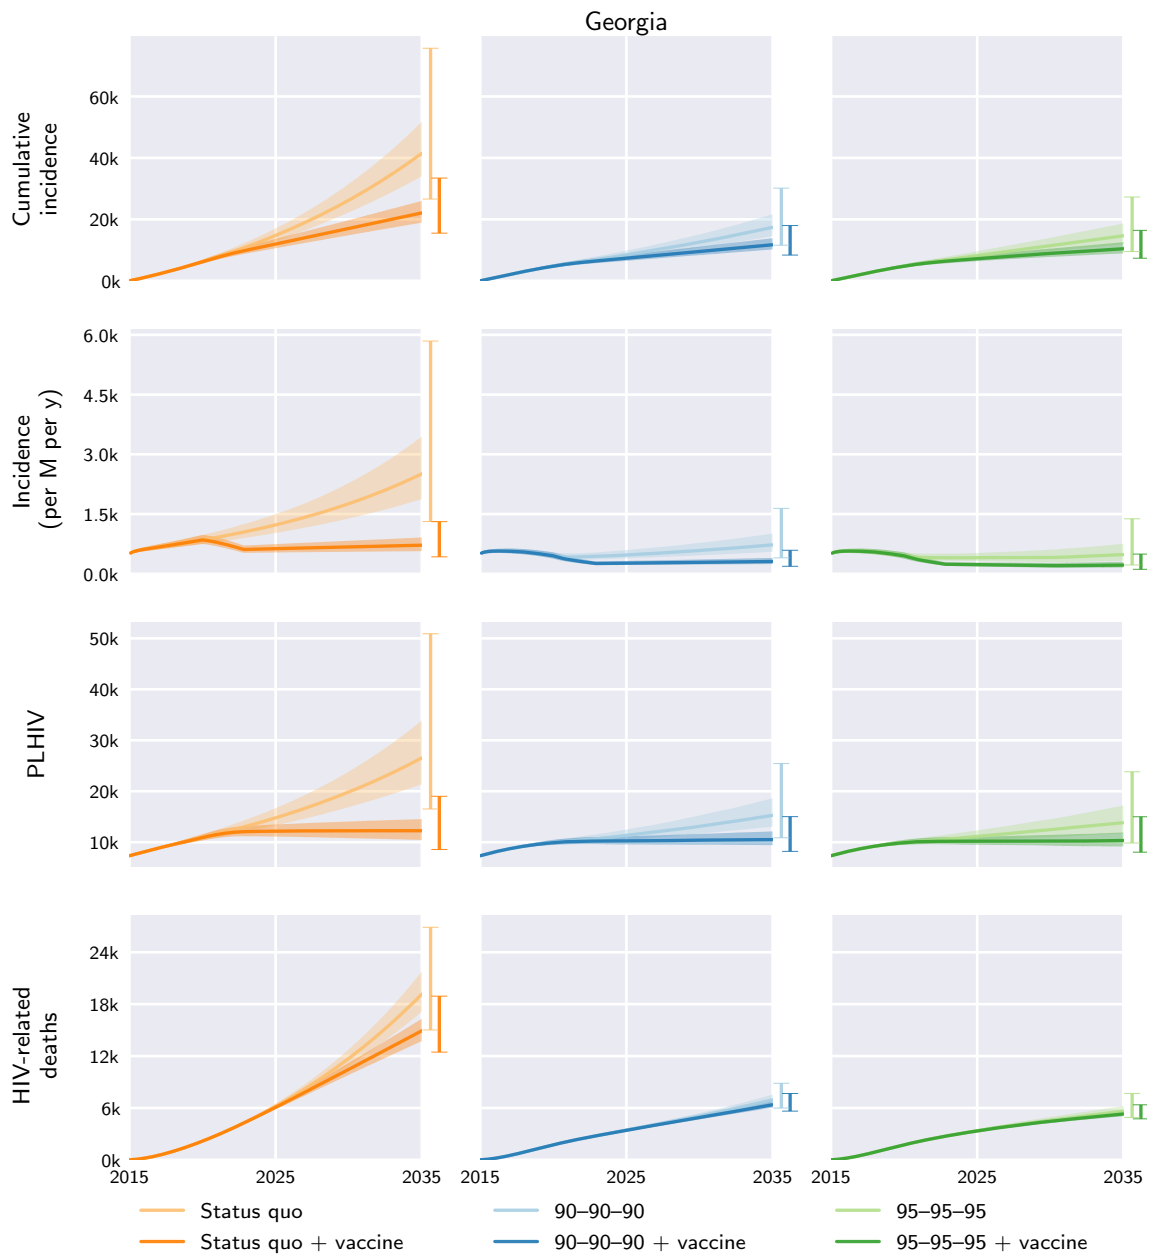 Georgia
Cumulative
incidence
60k
40k
20k
0k
Incidence
(per M per y)
6.0k
4.5k
3.0k
1.5k
0.0k
PLHIV
50k
40k
30k
20k
10k
HIV-related
deaths
24k
18k
12k
6k
0k
2015 2025 2035 2015 2025 2035 2015 2025 2035
Status quo 90–90–90 95–95–95
Status quo + vaccine 90–90–90 + vaccine 95–95–95 + vaccine